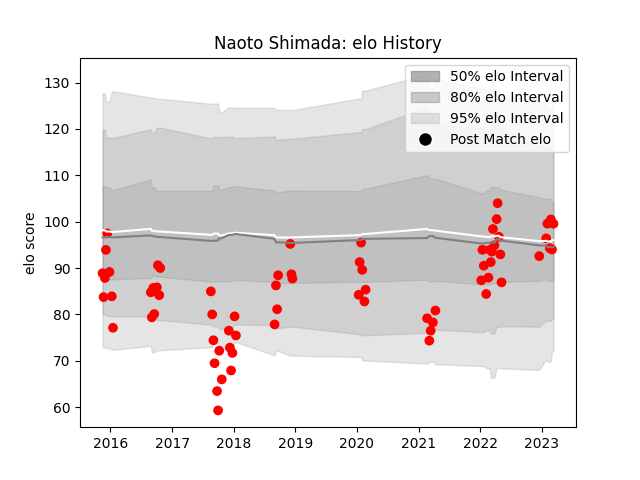 Naoto Shimada: elo History
50% elo Interval
80% elo Interval
95% elo Interval
Post Match elo
elo score
130
120
110
100
90
80
70
60
2016 2017 2018 2019 2020 2021 2022 2023